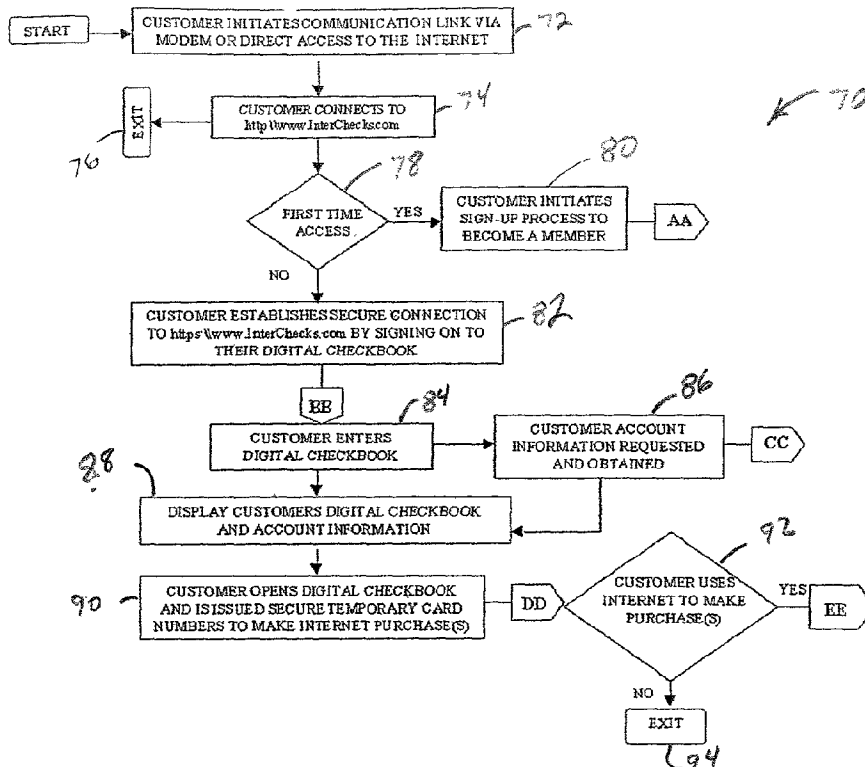 START
CUSTOMER INITIATES COMMUNICATION LINK VIA
MODEM OR DIRECT ACCESS TO THE INTERNET
72
CUSTOMER CONNECTS TO
http\\www.InterChecks.com
74
70
EXIT
76
78
FIRST TIME
ACCESS
YES
80
CUSTOMER INITIATES
SIGN-UP PROCESS TO
BECOME A MEMBER
AA
NO
CUSTOMER ESTABLISHES SECURE CONNECTION
TO https\\www.InterChecks.com BY SIGNING ON TO
THEIR DIGITAL CHECKBOOK
82
BB
84
CUSTOMER ENTERS
DIGITAL CHECKBOOK
86
CUSTOMER ACCOUNT
INFORMATION REQUESTED
AND OBTAINED
CC
88
DISPLAY CUSTOMERS DIGITAL CHECKBOOK
AND ACCOUNT INFORMATION
90
CUSTOMER OPENS DIGITAL CHECKBOOK
AND IS ISSUED SECURE TEMPORARY CARD
NUMBERS TO MAKE INTERNET PURCHASE(S)
DD
92
CUSTOMER USES
INTERNET TO MAKE
PURCHASE(S)
YES
EE
NO
EXIT
94